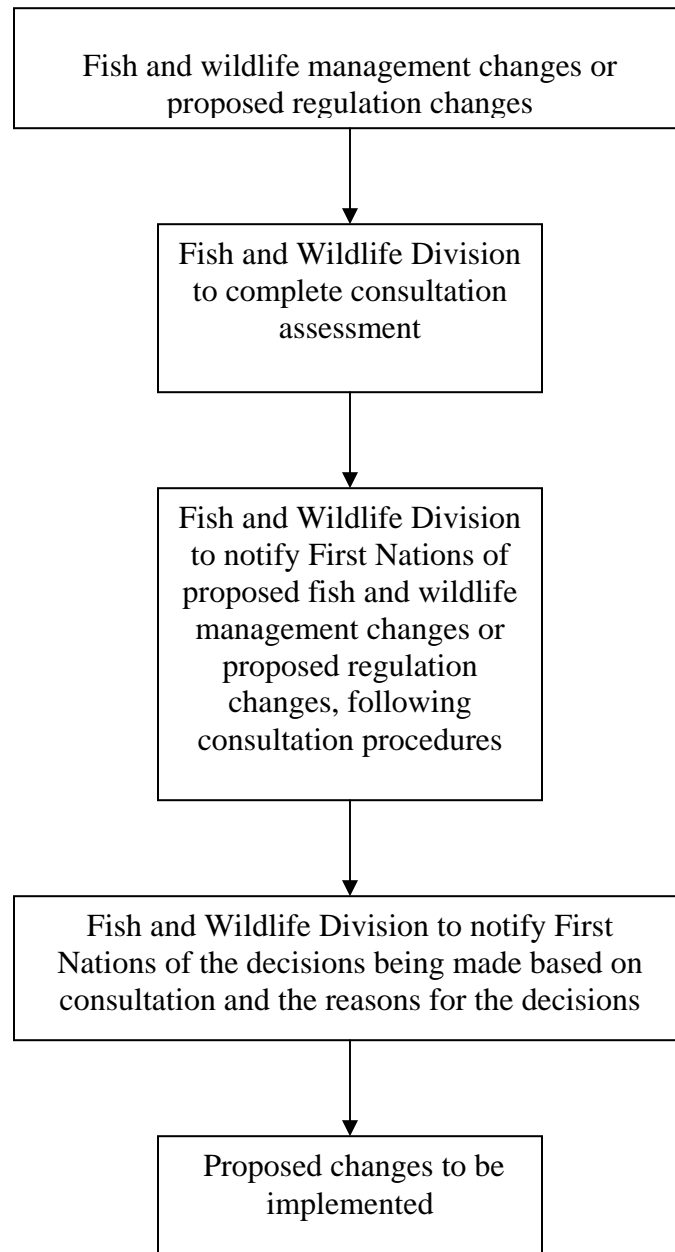 Fish and wildlife management changes or
proposed regulation changes
Fish and Wildlife Division
to complete consultation
assessment
Fish and Wildlife Division
to notify First Nations of
proposed fish and wildlife
management changes or
proposed regulation
changes, following
consultation procedures
Fish and Wildlife Division to notify First
Nations of the decisions being made based on
consultation and the reasons for the decisions
Proposed changes to be
implemented